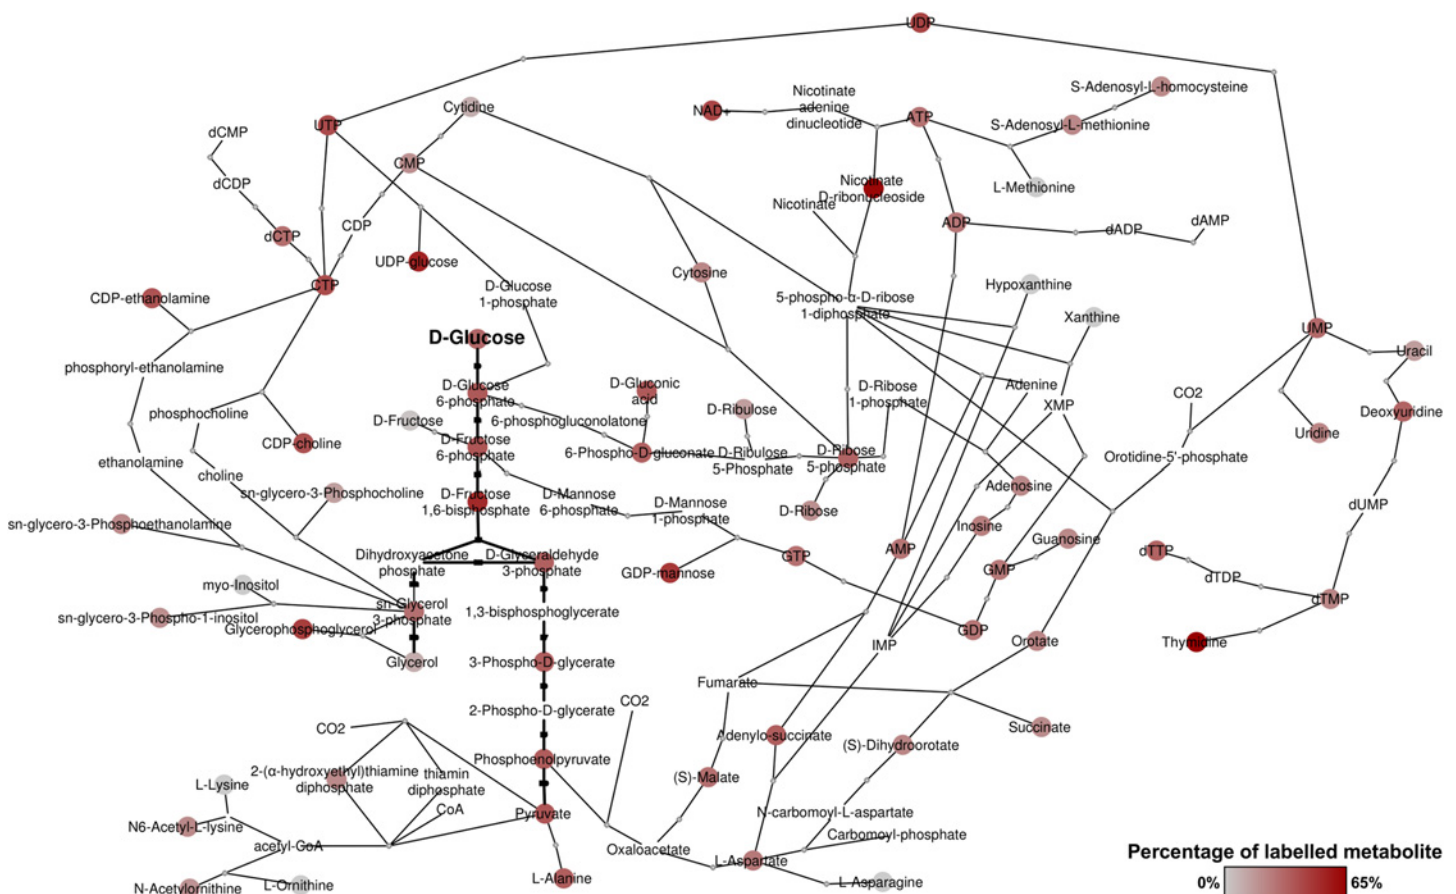 UDP
Nicotinate
adenine
dinucleotide
S-Adenosyl-L-homocysteine
Cytidine
NAD+
ATP
UTP
dCMP
S-Adenosyl-L-methionine
CMP
dCDP
Nicotinate
D-ribonucleoside
L-Methionine
Nicotinate
CDP
ADP
dADP
dAMP
dCTP
UDP-glucose
Cytosine
CTP
D-Glucose
1-phosphate
Hypoxanthine
CDP-ethanolamine
5-phospho-α-D-ribose
1-diphosphate
Xanthine
UMP
D-Glucose
Uracil
phosphoryl-ethanolamine
D-Glucose
6-phosphate
D-Gluconic
acid
D-Ribose
1-phosphate
Adenine
CO2
XMP
phosphocholine
D-Fructose
6-phosphogluconolatone
D-Ribulose
Deoxyuridine
Uridine
CDP-choline
D-Fructose
6-phosphate
6-Phospho-D-gluconate
D-Ribulose
5-Phosphate
D-Ribose
5-phosphate
Orotidine-5'-phosphate
ethanolamine
choline
sn-glycero-3-Phosphocholine
D-Fructose
1,6-bisphosphate
D-Mannose
6-phosphate
D-Mannose
1-phosphate
Adenosine
D-Ribose
dUMP
sn-glycero-3-Phosphoethanolamine
Inosine
Guanosine
Dihydroxyacetone
phosphate
D-Glyceraldehyde
3-phosphate
GDP-mannose
GTP
AMP
GMP
dTTP
dTDP
myo-Inositol
sn-Glycerol
3-phosphate
1,3-bisphosphoglycerate
dTMP
sn-glycero-3-Phospho-1-inositol
Glycerophosphoglycerol
GDP
IMP
Orotate
Thymidine
Glycerol
3-Phospho-D-glycerate
Fumarate
2-Phospho-D-glycerate
CO2
CO2
Succinate
Adenylo-succinate
(S)-Dihydroorotate
Phosphoenolpyruvate
2-(α-hydroxyethyl)thiamine
diphosphate
thiamin
diphosphate
(S)-Malate
L-Lysine
CoA
Pyruvate
N-carbomoyl-L-aspartate
N6-Acetyl-L-lysine
Carbomoyl-phosphate
acetyl-CoA
Oxaloacetate
L-Aspartate
L-Alanine
L-Asparagine
N-Acetylornithine
L-Ornithine
Percentage of labelled metabolite
0% 65%